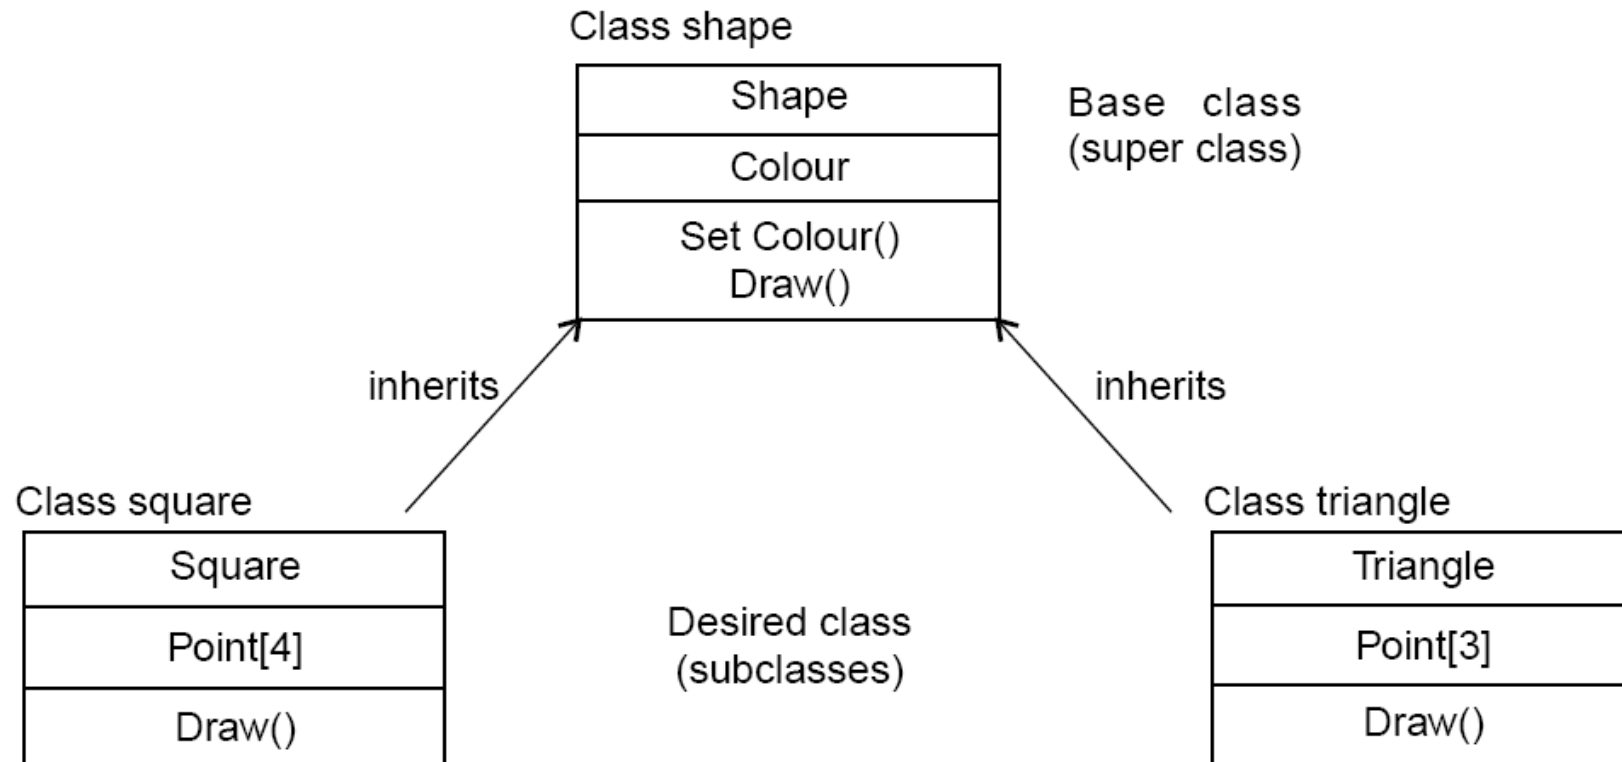 Class shape
Shape
Base class
(super class)
Colour
Set Colour()
Draw()
inherits
inherits
Class square
Class triangle
Square
Triangle
Desired class
(subclasses)
Point[4]
Point[3]
Draw()
Draw()